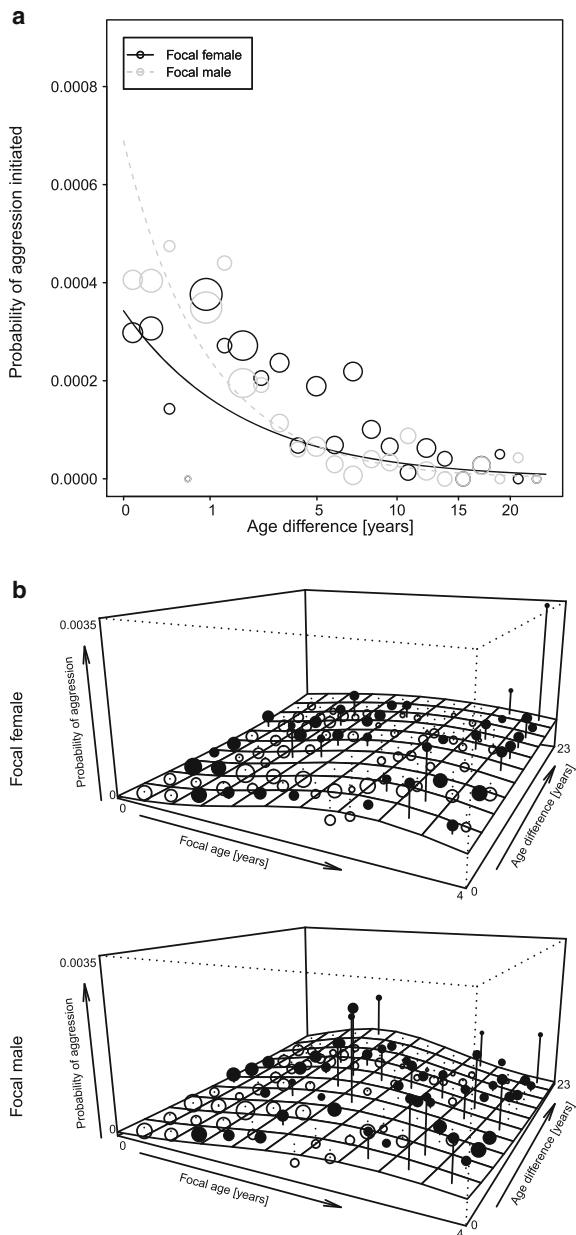 a
Focal female
Focal male
0.0008
0.0006
0.0004
0.0002
0.0000
Probability of aggression initiated
0 1 5 10 15 20
Age difference [years]
b
Focal female
0.0035
Probability of aggression
0
0
Focal age [years]
4
0
Age difference [years]
23
Focal male
0.0035
Probability of aggression
0
0
Focal age [years]
4
0
Age difference [years]
23